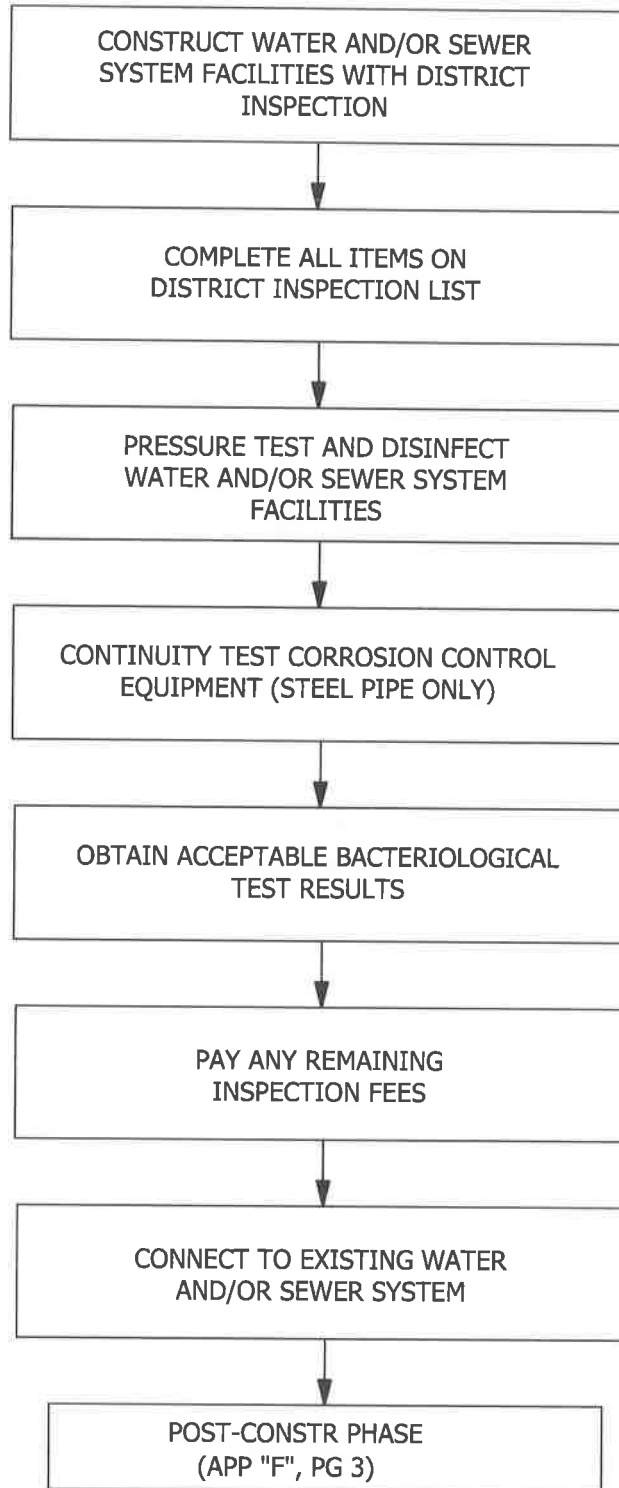 CONSTRUCT WATER AND/OR SEWER
SYSTEM FACILITIES WITH DISTRICT
INSPECTION
COMPLETE ALL ITEMS ON
DISTRICT INSPECTION LIST
PRESSURE TEST AND DISINFECT
WATER AND/OR SEWER SYSTEM
FACILITIES
CONTINUITY TEST CORROSION CONTROL
EQUIPMENT (STEEL PIPE ONLY)
OBTAIN ACCEPTABLE BACTERIOLOGICAL
TEST RESULTS
PAY ANY REMAINING
INSPECTION FEES
CONNECT TO EXISTING WATER
AND/OR SEWER SYSTEM
POST-CONSTR PHASE
(APP "F", PG 3)